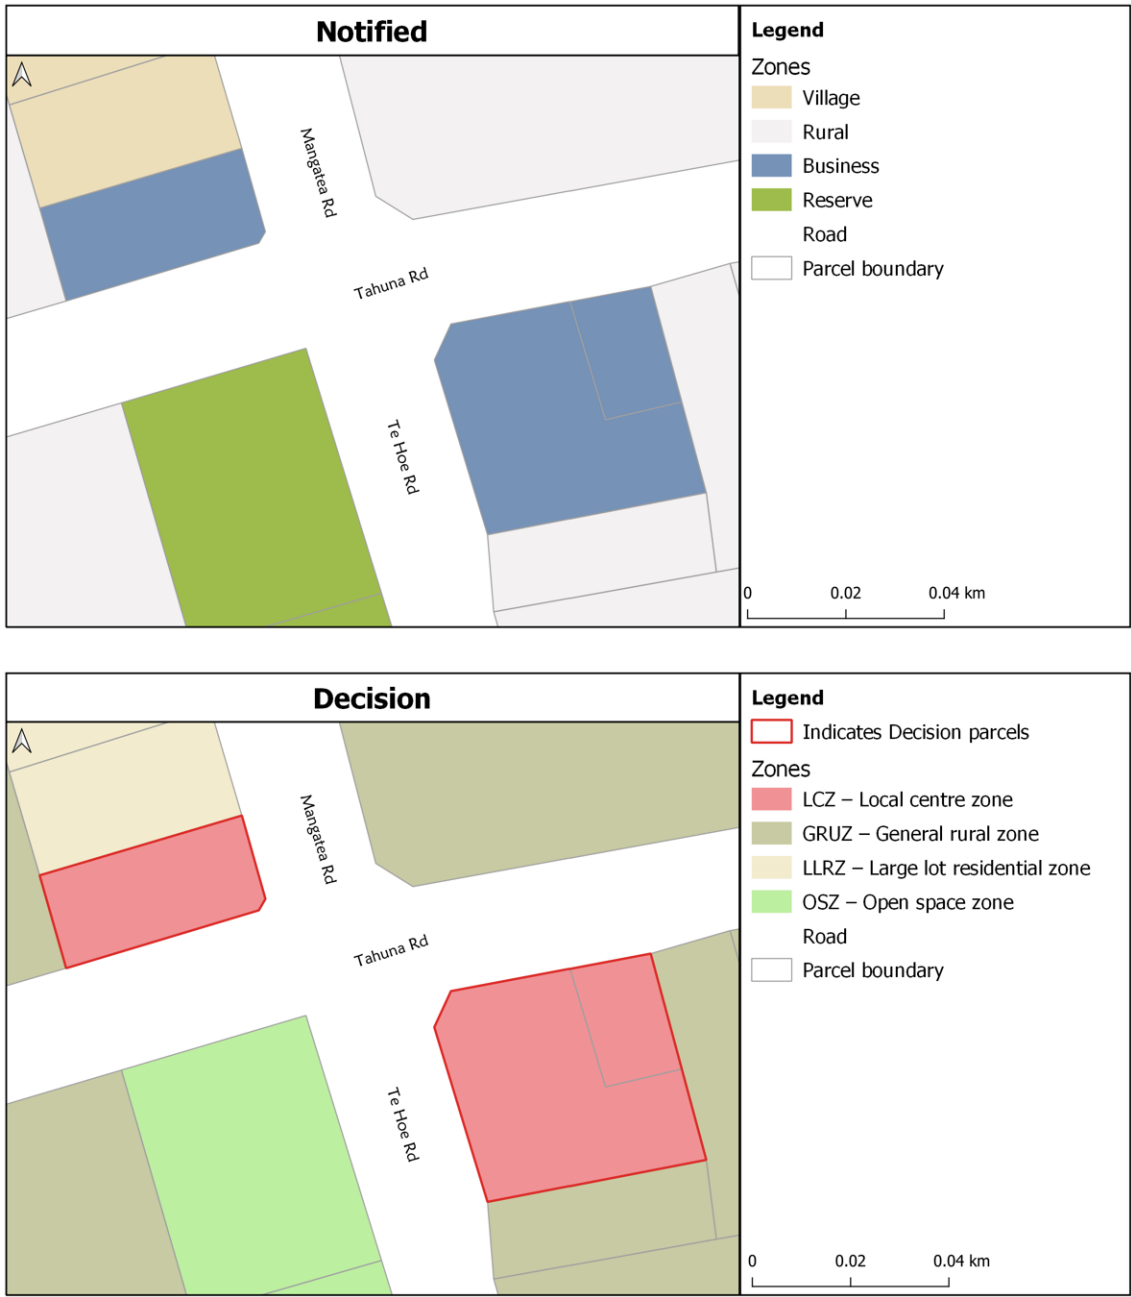 Notified
Mangatea Rd
Tahuna Rd
Te Hoe Rd
Legend
Zones
Village
Rural
Business
Reserve
Road
Parcel boundary
0 0.02 0.04 km
Decision
Mangatea Rd
Tahuna Rd
Te Hoe Rd
Legend
Indicates Decision parcels
Zones
LCZ – Local centre zone
GRUZ – General rural zone
LLRZ – Large lot residential zone
OSZ – Open space zone
Road
Parcel boundary
0 0.02 0.04 km